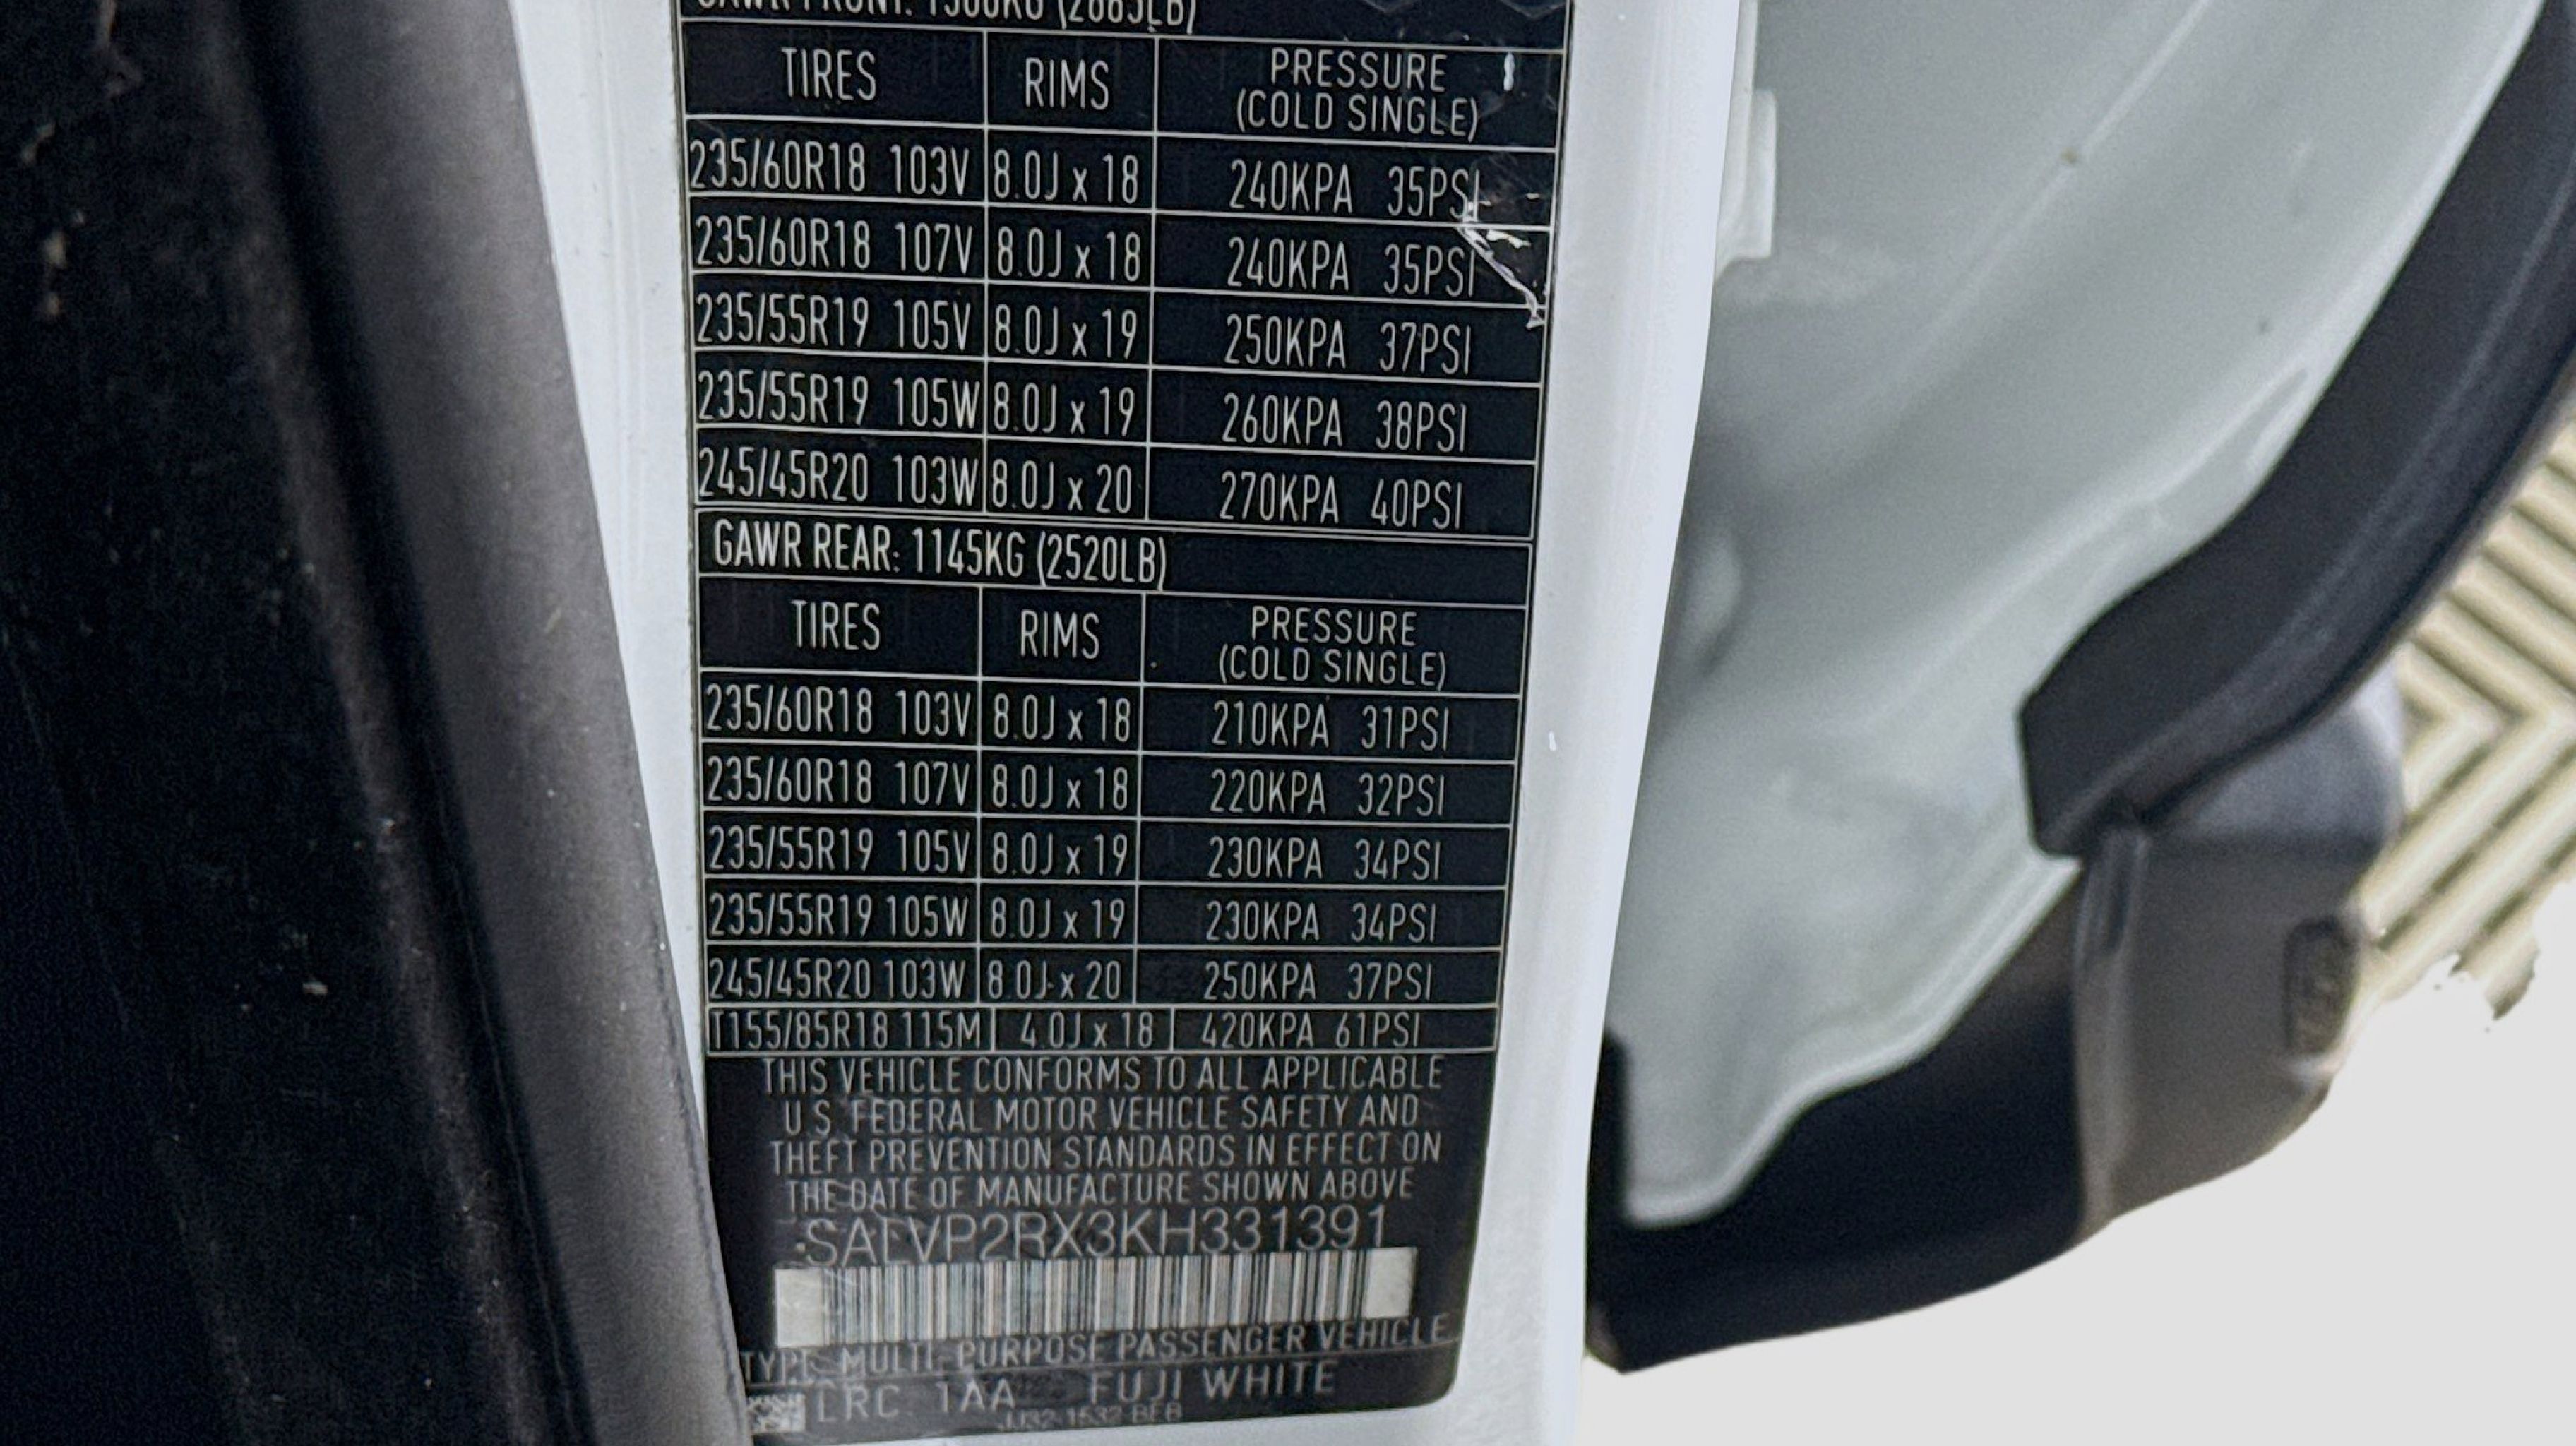 GAWR FRONT: 1300KG (2865LB)
TIRES RIMS PRESSURE (COLD SINGLE)
235/60R18 103V 8.0J x 18 240KPA 35PSI
235/60R18 107V 8.0J x 18 240KPA 35PSI
235/55R19 105V 8.0J x 19 250KPA 37PSI
235/55R19 105W 8.0J x 19 260KPA 38PSI
245/45R20 103W 8.0J x 20 270KPA 40PSI
GAWR REAR: 1145KG (2520LB)
TIRES RIMS PRESSURE (COLD SINGLE)
235/60R18 103V 8.0J x 18 210KPA 31PSI
235/60R18 107V 8.0J x 18 220KPA 32PSI
235/55R19 105V 8.0J x 19 230KPA 34PSI
235/55R19 105W 8.0J x 19 230KPA 34PSI
245/45R20 103W 8.0J x 20 250KPA 37PSI
T155/85R18 115M 4.0J x 18 420KPA 61PSI
THIS VEHICLE CONFORMS TO ALL APPLICABLE
U.S. FEDERAL MOTOR VEHICLE SAFETY AND
THEFT PREVENTION STANDARDS IN EFFECT ON
THE DATE OF MANUFACTURE SHOWN ABOVE
SALVP2RX3KH331391
TYPE: MULTI-PURPOSE PASSENGER VEHICLE
LRC 1AA FUJI WHITE